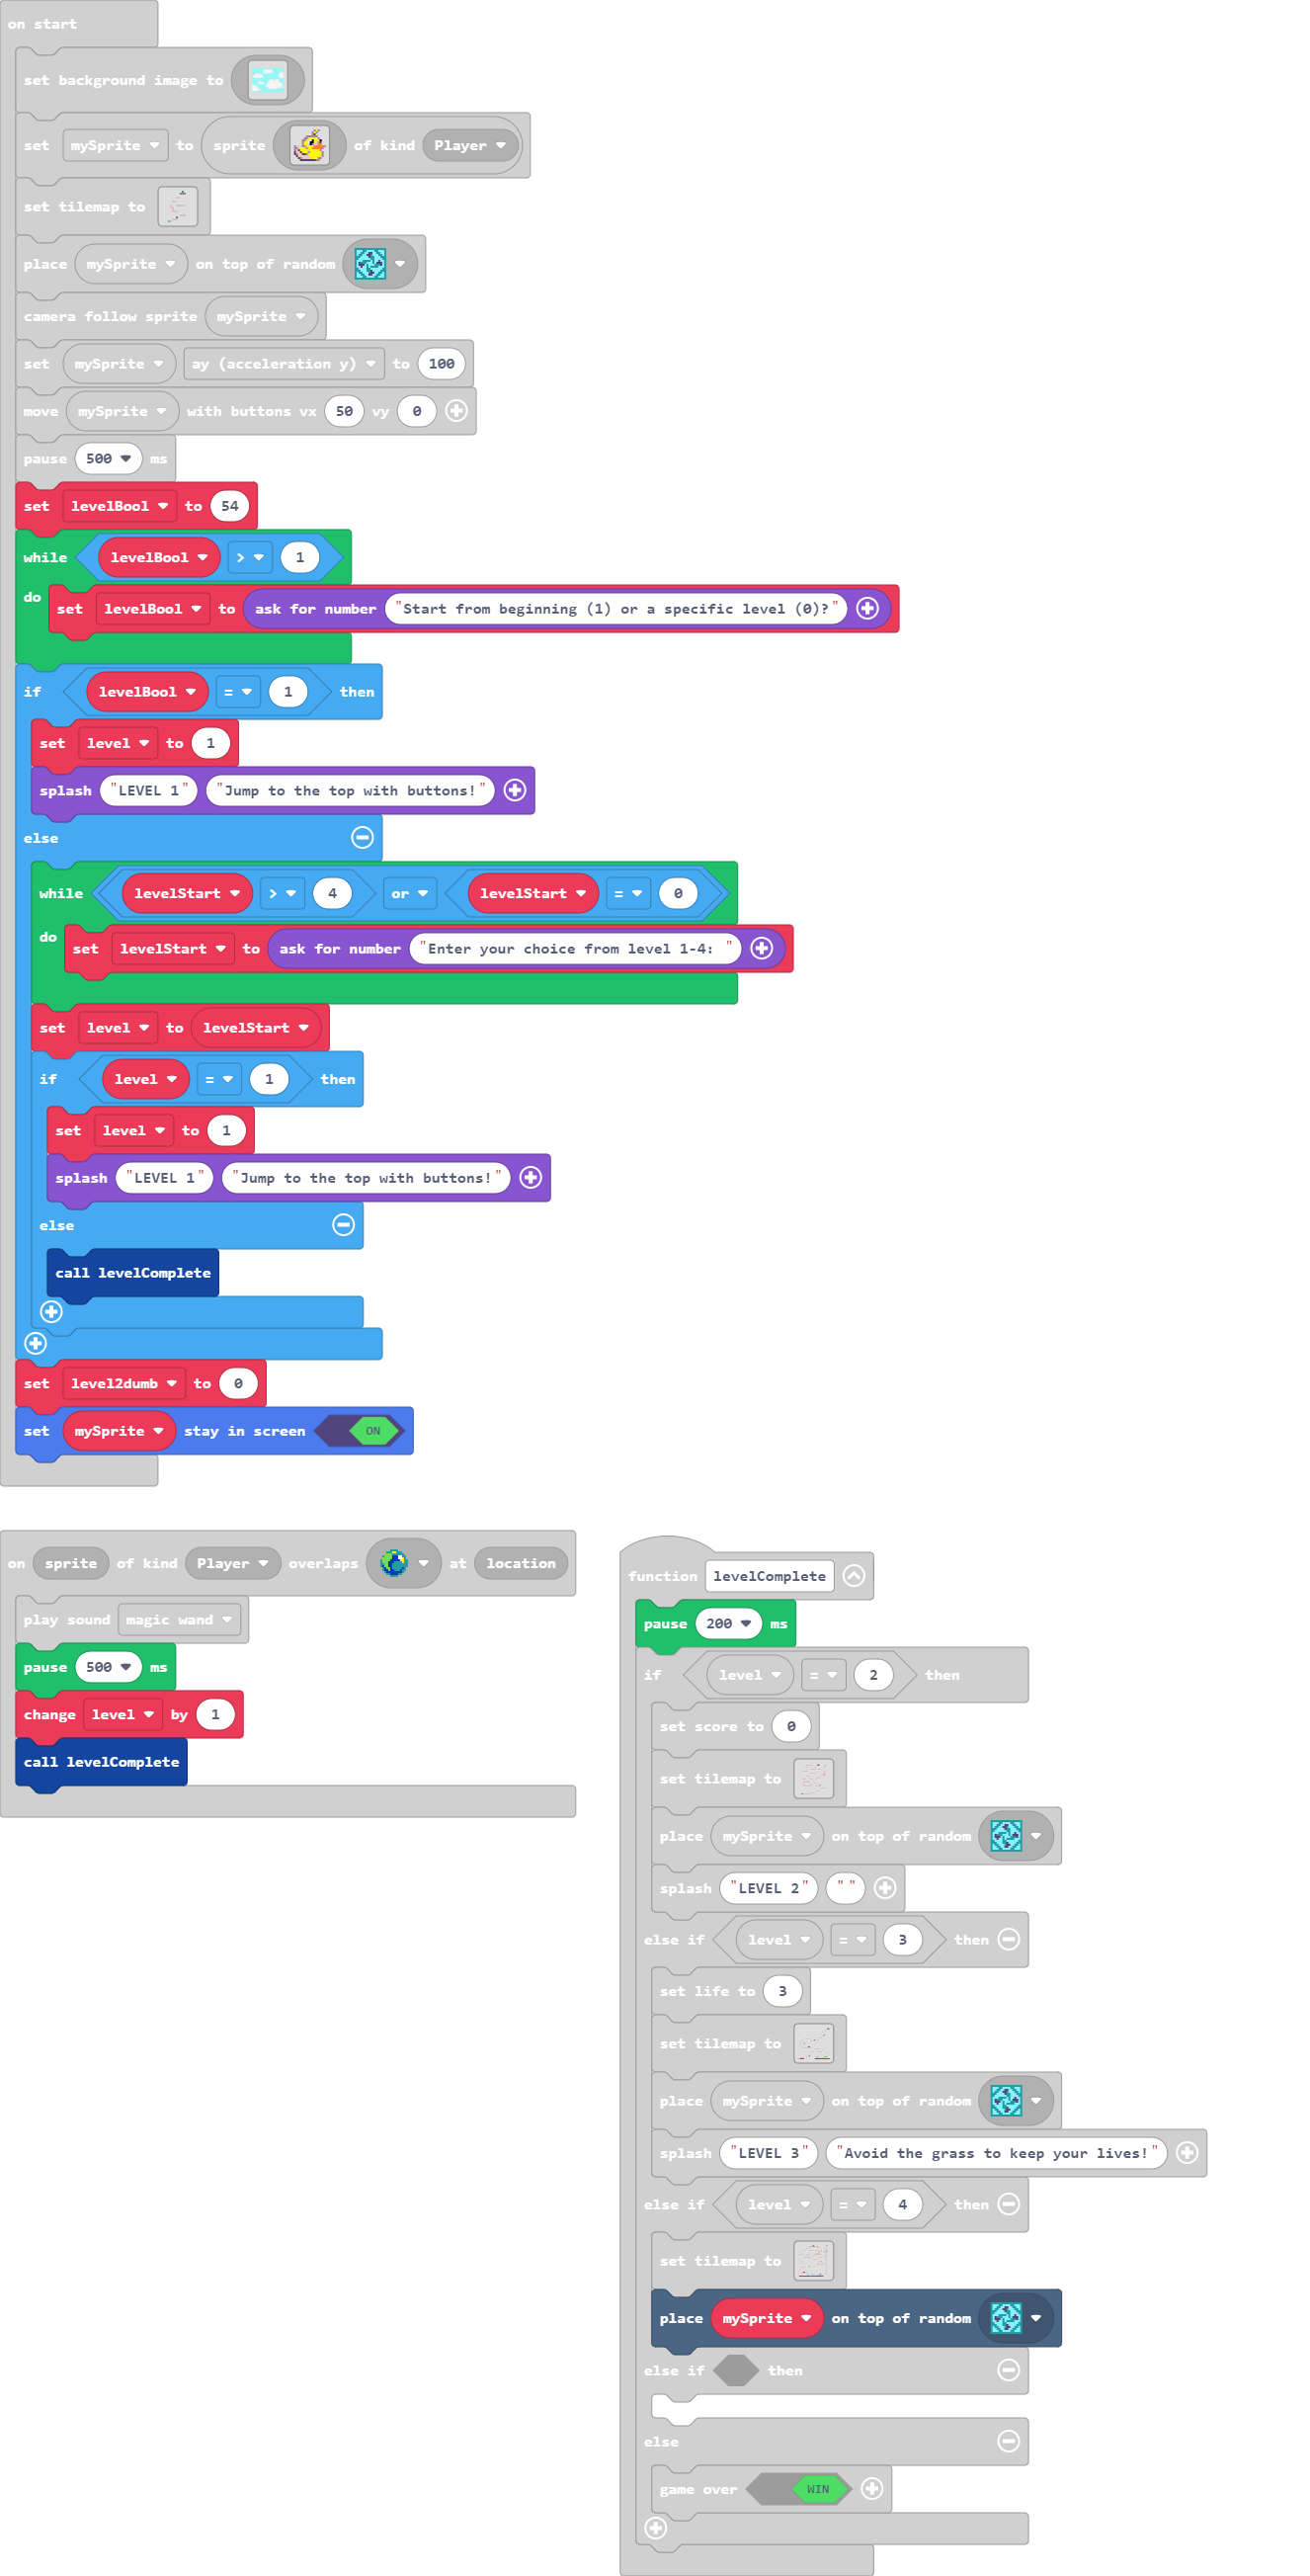 on start
set background image to
set mySprite to sprite of kind Player
set tilemap to
place mySprite on top of random
camera follow sprite mySprite
set mySprite ay (acceleration y) to 100
move mySprite with buttons vx 50 vy 0
pause 500 ms
set levelBool to 54
while levelBool > 1
do set levelBool to ask for number "Start from beginning (1) or a specific level (0)?"
if levelBool = 1 then
set level to 1
splash "LEVEL 1" "Jump to the top with buttons!"
else
while levelStart > 4 or levelStart = 0
do set levelStart to ask for number "Enter your choice from level 1-4: "
set level to levelStart
if level = 1 then
set level to 1
splash "LEVEL 1" "Jump to the top with buttons!"
else
call levelComplete
set level2dumb to 0
set mySprite stay in screen ON
on sprite of kind Player overlaps at location
play sound magic wand
pause 500 ms
change level by 1
call levelComplete
function levelComplete
pause 200 ms
if level = 2 then
set score to 0
set tilemap to
place mySprite on top of random
splash "LEVEL 2" ""
else if level = 3 then
set life to 3
set tilemap to
place mySprite on top of random
splash "LEVEL 3" "Avoid the grass to keep your lives!"
else if level = 4 then
set tilemap to
place mySprite on top of random
else if then
else
game over WIN